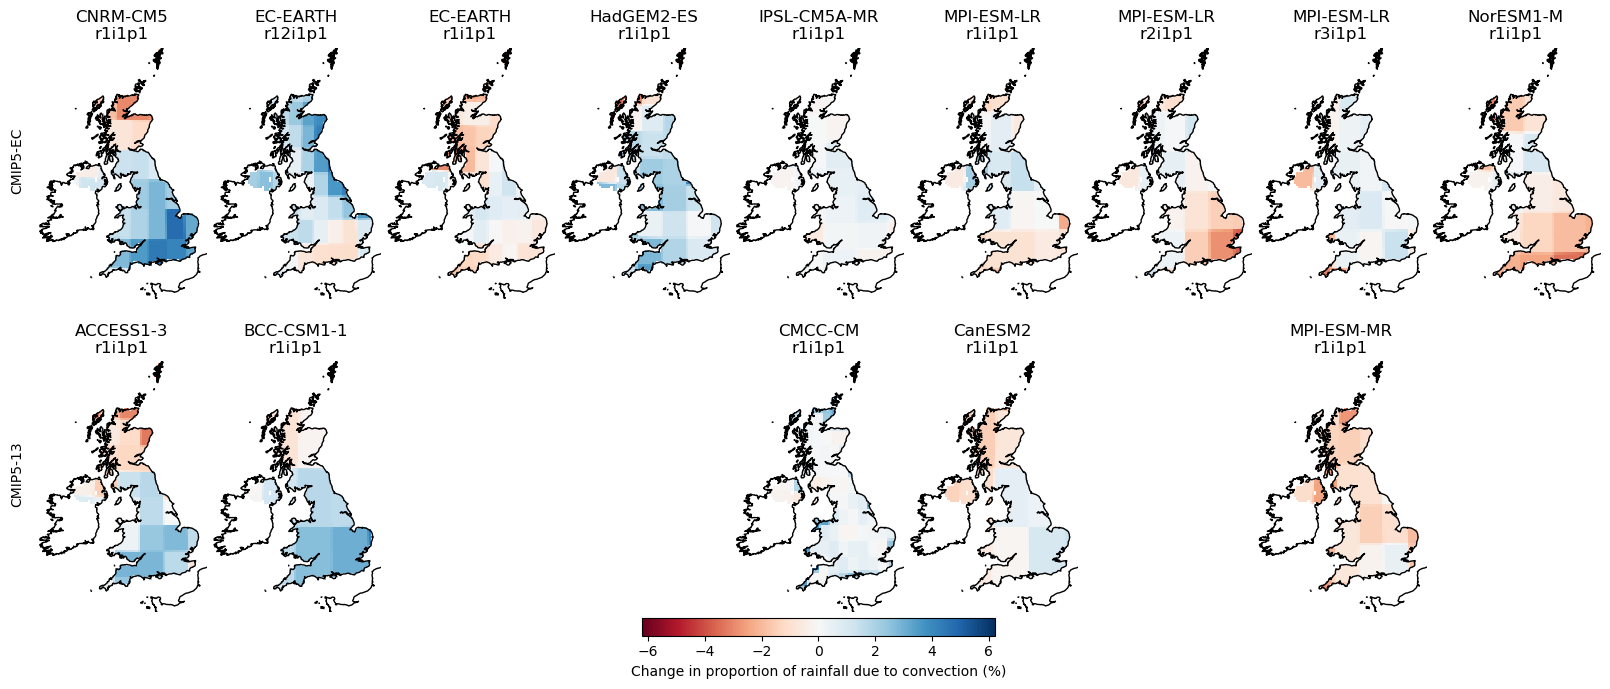 CNRM-CM5 EC-EARTH EC-EARTH HadGEM2-ES IPSL-CM5A-MR MPI-ESM-LR MPI-ESM-LR MPI-ESM-LR NorESM1-M
r1i1p1 r12i1p1 r1i1p1 r1i1p1 r1i1p1 r1i1p1 r2i1p1 r3i1p1 r1i1p1
CMIP5-EC
ACCESS1-3 BCC-CSM1-1 CMCC-CM CanESM2 MPI-ESM-MR
r1i1p1 r1i1p1 r1i1p1 r1i1p1 r1i1p1
CMIP5-13
−6 −4 −2 0 2 4 6
Change in proportion of rainfall due to convection (%)